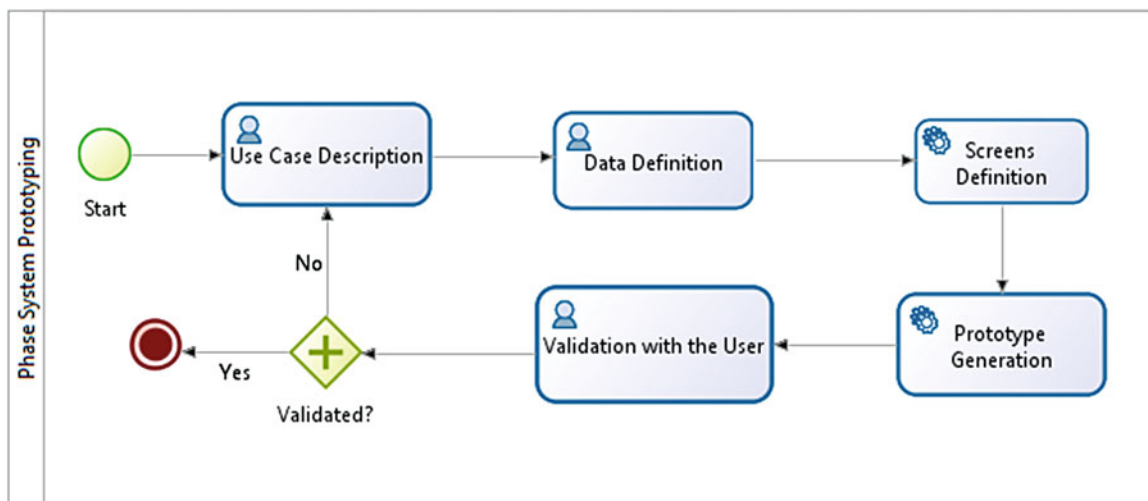 Phase System Prototyping
Start
Use Case Description
Data Definition
Screens
Definition
Prototype
Generation
Validation with the User
Validated?
No
Yes